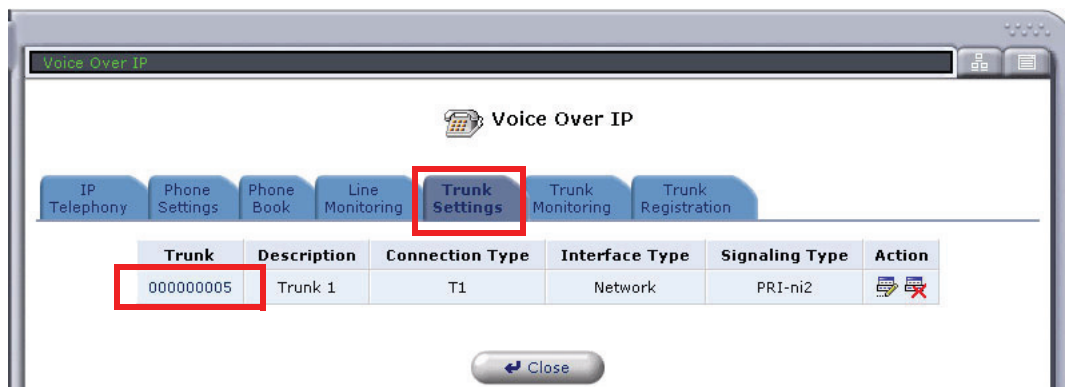 Voice Over IP
Voice Over IP
IP Telephony
Phone Settings
Phone Book
Line Monitoring
Trunk Settings
Trunk Monitoring
Trunk Registration
Trunk Description Connection Type Interface Type Signaling Type Action
000000005 Trunk 1 T1 Network PRI-ni2
Close